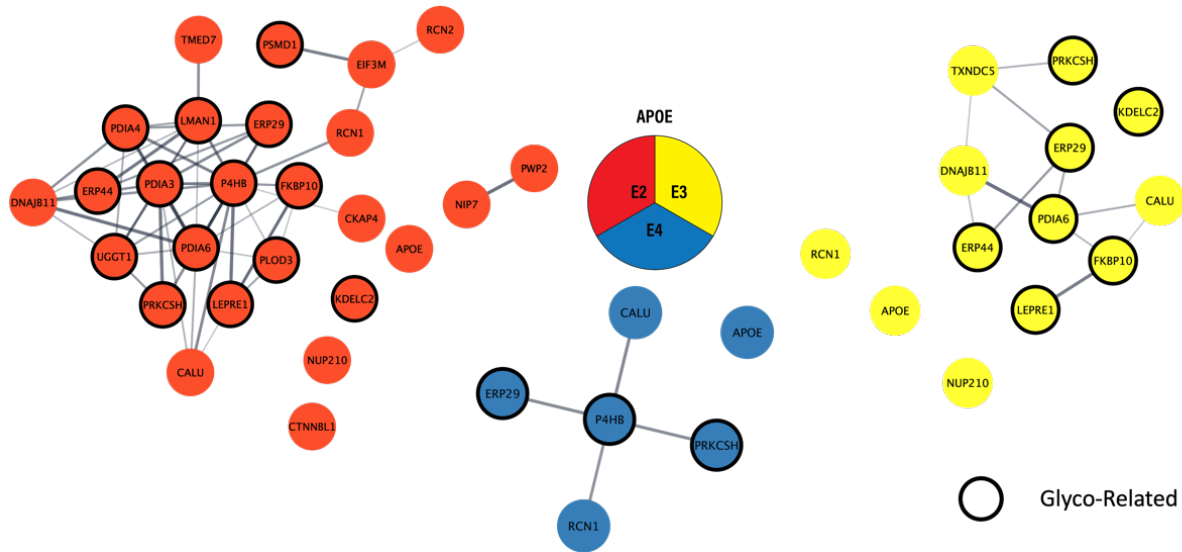 TMED7
RCN2
PSMD1
EIF3M
PDIA4
LMAN1
ERP29
RCN1
ERP44
PDIA3
P4HB
FKBP10
DNAJB11
CKAP4
UGGT1
PDIA6
PLOD3
APOE
PRKCSH
LEPRE1
KDELC2
CALU
NUP210
CTNNBL1
PWP2
NIP7
APOE
E2
E3
E4
CALU
APOE
ERP29
P4HB
PRKCSH
RCN1
TXNDC5
PRKCSH
KDELC2
ERP29
DNAJB11
PDIA6
CALU
ERP44
FKBP10
RCN1
LEPRE1
APOE
NUP210
Glyco-Related